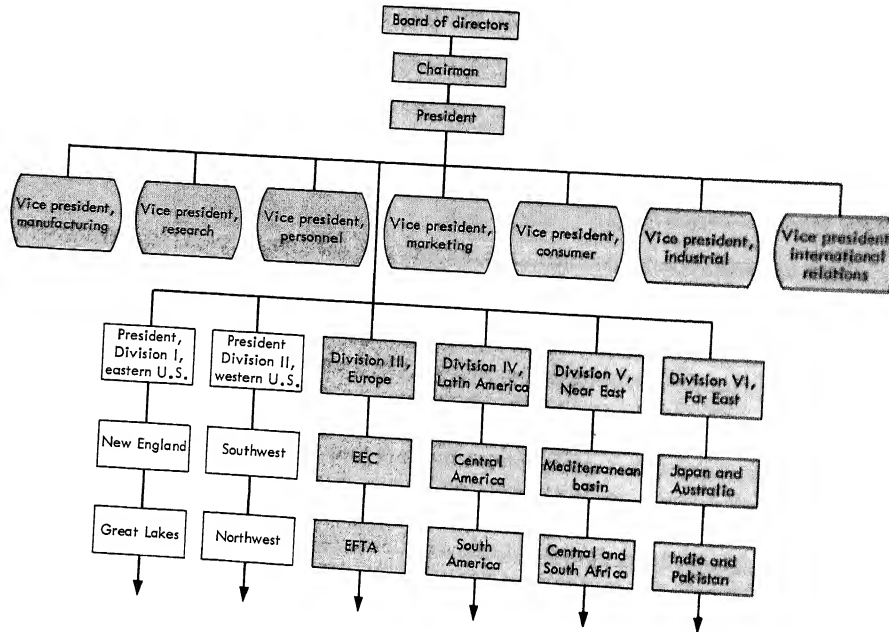 Board of directors
Chairman
President
Vice president,
manufacturing
Vice president,
research
Vice president,
personnel
Vice president,
marketing
Vice president,
consumer
Vice president,
industrial
Vice president,
international
relations
President,
Division I,
eastern U.S.
President
Division II,
western U.S.
Division III,
Europe
Division IV,
Latin America
Division V,
Near East
Division VI,
Far East
New England
Southwest
EEC
Central
America
Mediterranean
basin
Japan and
Australia
Great Lakes
Northwest
EFTA
South
America
Central and
South Africa
India and
Pakistan